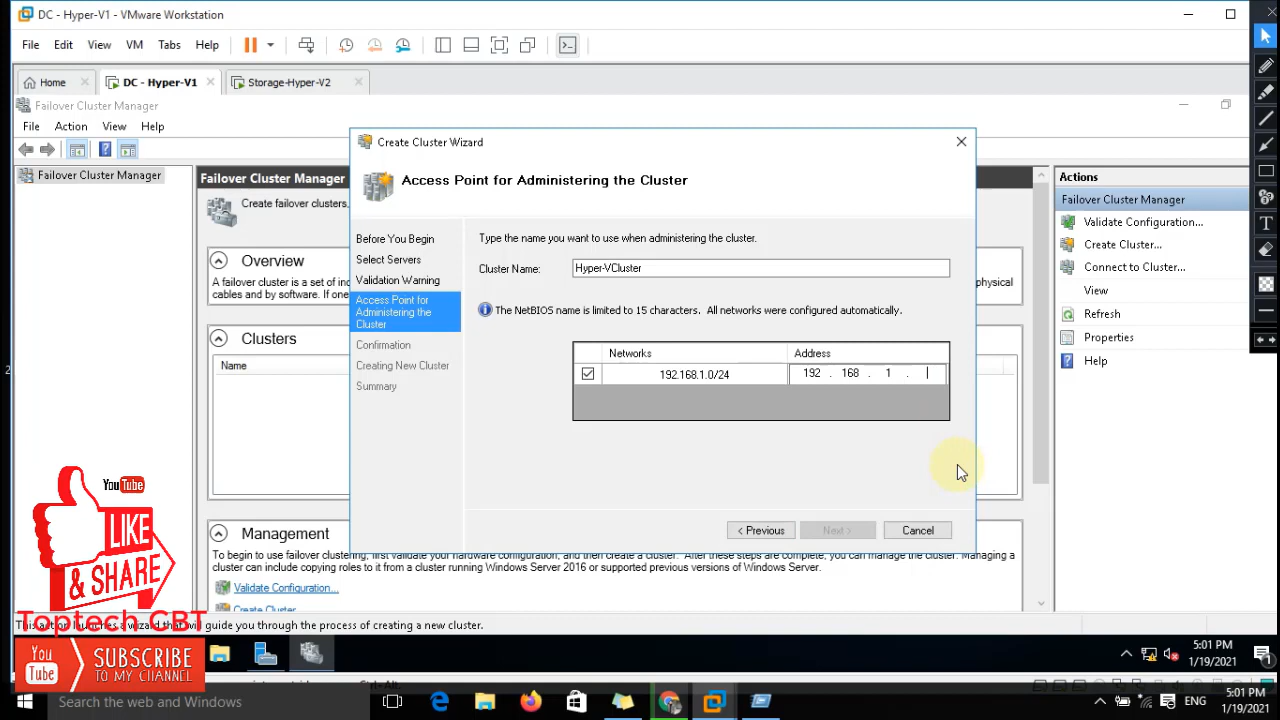 DC - Hyper-V1 - VMware Workstation
File Edit View VM Tabs Help
Home DC - Hyper-V1 Storage-Hyper-V2
Failover Cluster Manager
File Action View Help
Failover Cluster Manager
Failover Cluster Manager
Create failover clusters,
Overview
A failover cluster is a set of
cables and by software. If one
physical
Clusters
Name
Management
To begin to use failover clustering, first validate your hardware configuration, and then create a cluster. After these steps are complete, you can manage the cluster. Managing a
cluster can include copying roles to it from a cluster running Windows Server 2016 or supported previous versions of Windows Server.
Validate Configuration...
Create Cluster...
Create Cluster Wizard
Access Point for Administering the Cluster
Before You Begin
Select Servers
Validation Warning
Access Point for
Administering the
Cluster
Confirmation
Creating New Cluster
Summary
Type the name you want to use when administering the cluster.
Cluster Name: Hyper-VCluster
The NetBIOS name is limited to 15 characters. All networks were configured automatically.
Networks Address
192.168.1.0/24 192 . 168 . 1 .
< Previous Next > Cancel
Actions
Failover Cluster Manager
Validate Configuration...
Create Cluster...
Connect to Cluster...
View
Refresh
Properties
Help
You Tube
LIKE
& SHARE
Toptech CBT
This action launches a wizard that will guide you through the process of creating a new cluster.
You
Tube
SUBSCRIBE
TO MY CHANNEL
5:01 PM
1/19/2021
1
Search the web and Windows
ENG
5:01 PM
1/19/2021